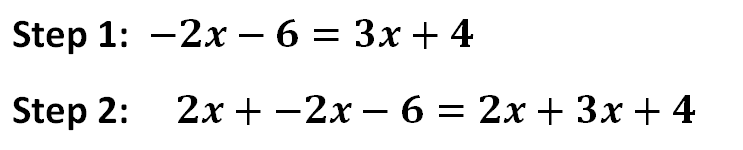 Step 1: −2x − 6 = 3x + 4
Step 2: 2x + −2x − 6 = 2x + 3x + 4